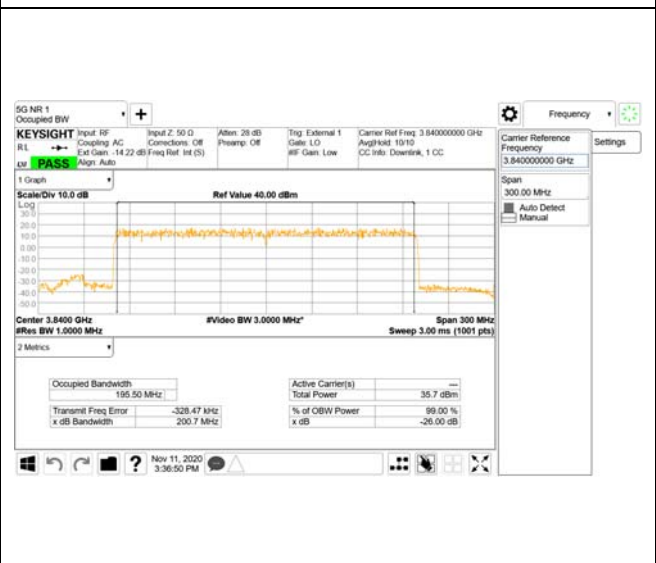 5G NR 1
Occupied BW
Frequency
KEYSIGHT
RL
PASS
Input: RF
Coupling: AC
Ext Gain: -14.22 dB
Align: Auto
Input Z: 50 Ω
Corrections: Off
Freq Ref: Int (S)
Atten: 28 dB
Preamp: Off
Trig: External 1
Gate: LO
#IF Gain: Low
Carrier Ref Freq: 3.840000000 GHz
Avg|Hold: 10/10
CC Info: Downlink, 1 CC
Carrier Reference
Frequency
3.840000000 GHz
Settings
Span
300.00 MHz
Auto Detect
Manual
1 Graph
Scale/Div 10.0 dB
Ref Value 40.00 dBm
Log
30.0
20.0
10.0
0.00
-10.0
-20.0
-30.0
-40.0
-50.0
Center 3.8400 GHz
#Video BW 3.0000 MHz*
Span 300 MHz
#Res BW 1.0000 MHz
Sweep 3.00 ms (1001 pts)
2 Metrics
Occupied Bandwidth
195.50 MHz
Transmit Freq Error -328.47 kHz
x dB Bandwidth 200.7 MHz
Active Carrier(s) —
Total Power 35.7 dBm
% of OBW Power 99.00 %
x dB -26.00 dB
Nov 11, 2020
3:36:50 PM